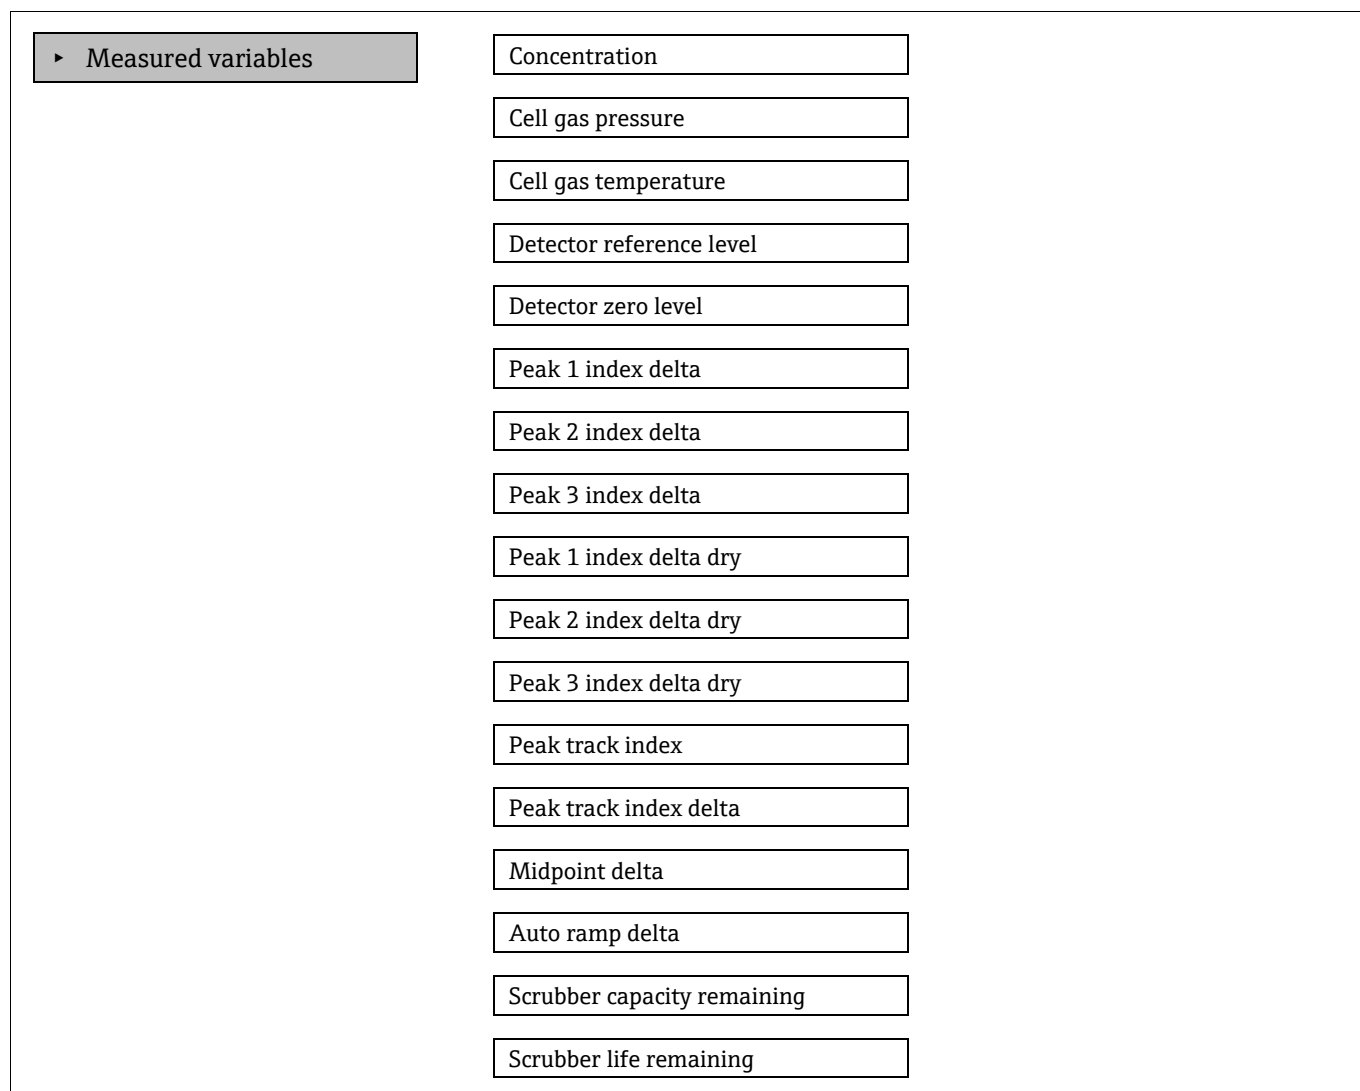 ‣ Measured variables
Concentration
Cell gas pressure
Cell gas temperature
Detector reference level
Detector zero level
Peak 1 index delta
Peak 2 index delta
Peak 3 index delta
Peak 1 index delta dry
Peak 2 index delta dry
Peak 3 index delta dry
Peak track index
Peak track index delta
Midpoint delta
Auto ramp delta
Scrubber capacity remaining
Scrubber life remaining